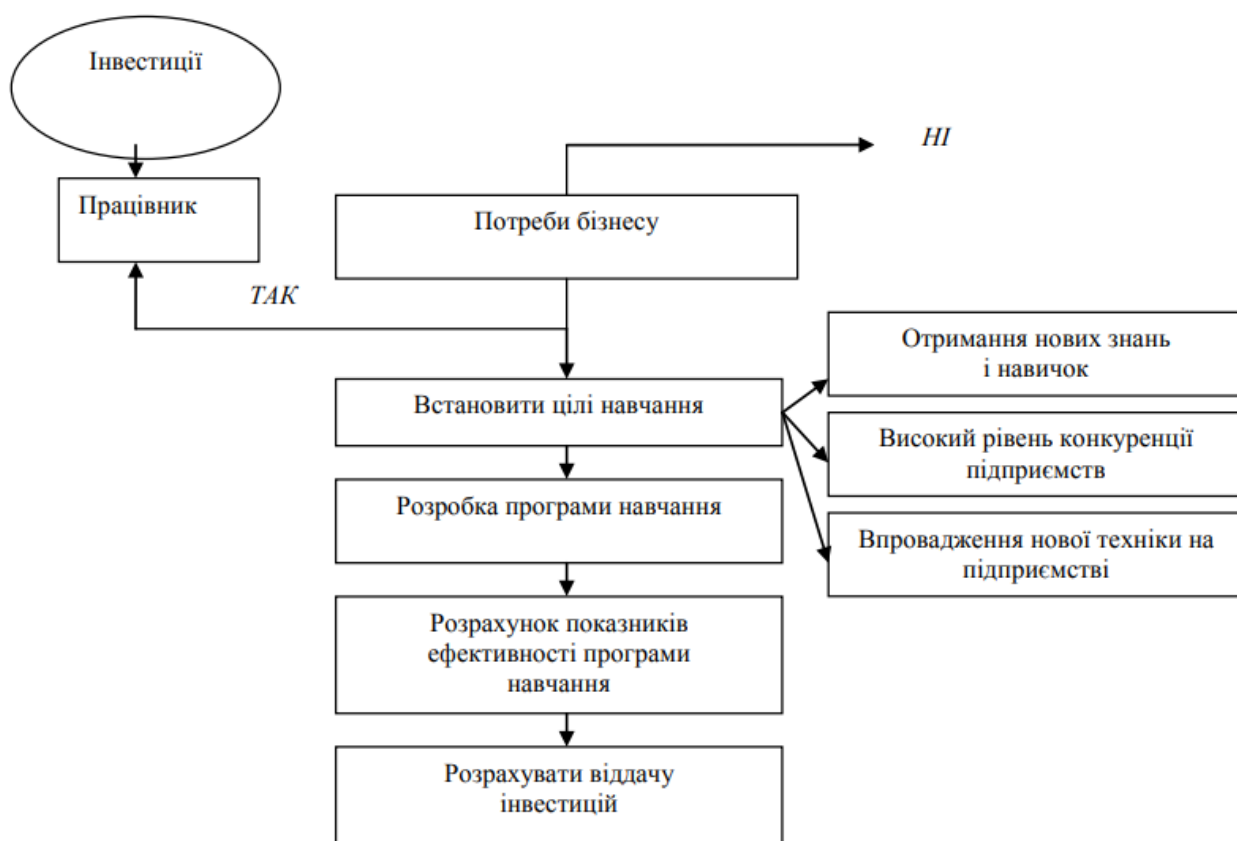 Інвестиції
НІ
Працівник
Потреби бізнесу
ТАК
Отримання нових знань
і навичок
Встановити цілі навчання
Високий рівень конкуренції
підприємств
Розробка програми навчання
Впровадження нової техніки на
підприємстві
Розрахунок показників
ефективності програми
навчання
Розрахувати віддачу
інвестицій